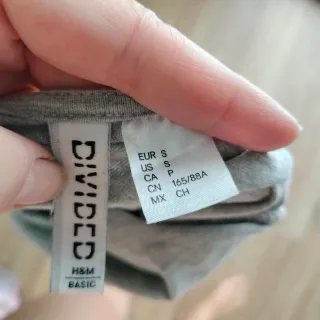 DIVIDED
H&M
BASIC
EUR S
US S
CA P
CN 165/88A
MX CH